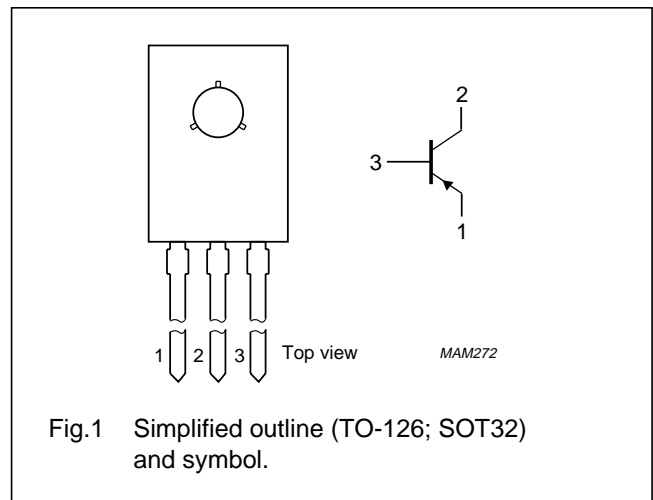 2
3
1
1 2 3 Top view MAM272
Fig.1 Simplified outline (TO-126; SOT32)
and symbol.